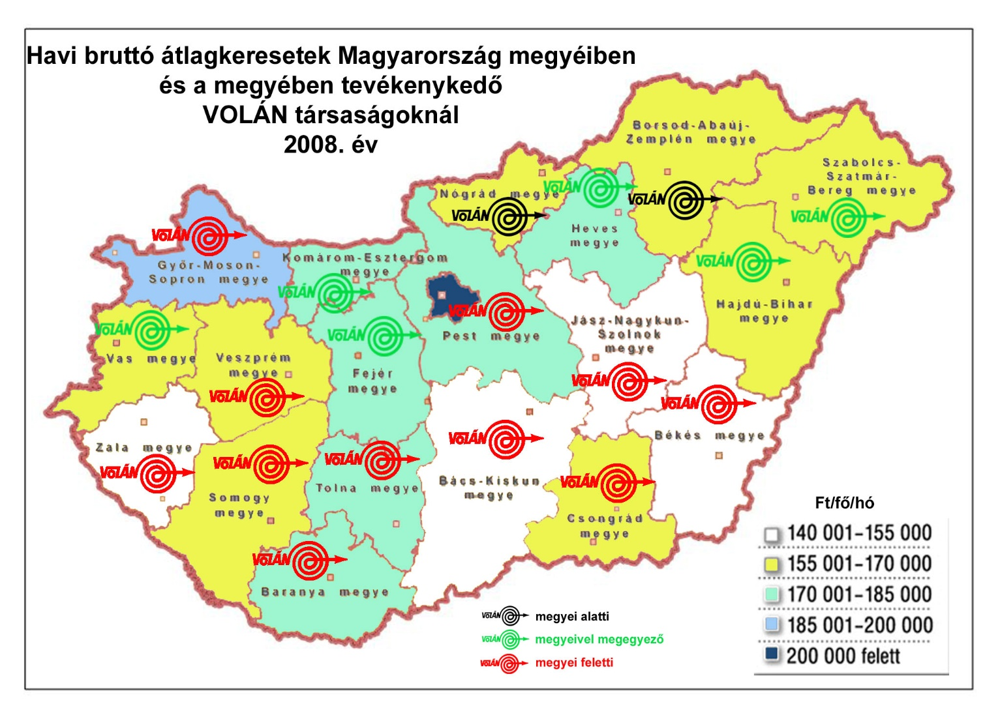 Havi bruttó átlagkeresetek Magyarország megyéiben
és a megyében tevékenykedő
VOLÁN társaságoknál
2008. év
Borsod-Abaúj-
Zemplén megye
Szabolcs-
Szatmár-
Bereg megye
VOLÁN
Nógrád megye
VOLÁN
VOLÁN
VOLÁN
Heves
megye
VOLÁN
Győr-Moson-
Sopron megye
Komárom-Esztergom
megye
VOLÁN
VOLÁN
Hajdú-Bihar
megye
VOLÁN
Pest megye
Jász-Nagykun-
Szolnok
megye
VOLÁN
Vas megye
Veszprém
megye
VOLÁN
VOLÁN
Fejér
megye
VOLÁN
VOLÁN
Békés megye
Zala megye
VOLÁN
VOLÁN
VOLÁN
Tolna megye
VOLÁN
Bács-Kiskun
megye
VOLÁN
Csongrád
megye
Somogy
megye
VOLÁN
Baranya megye
Ft/fő/hó
140 001–155 000
155 001–170 000
170 001–185 000
185 001–200 000
200 000 felett
VOLÁN megyei alatti
VOLÁN megyeivel megegyező
VOLÁN megyei feletti